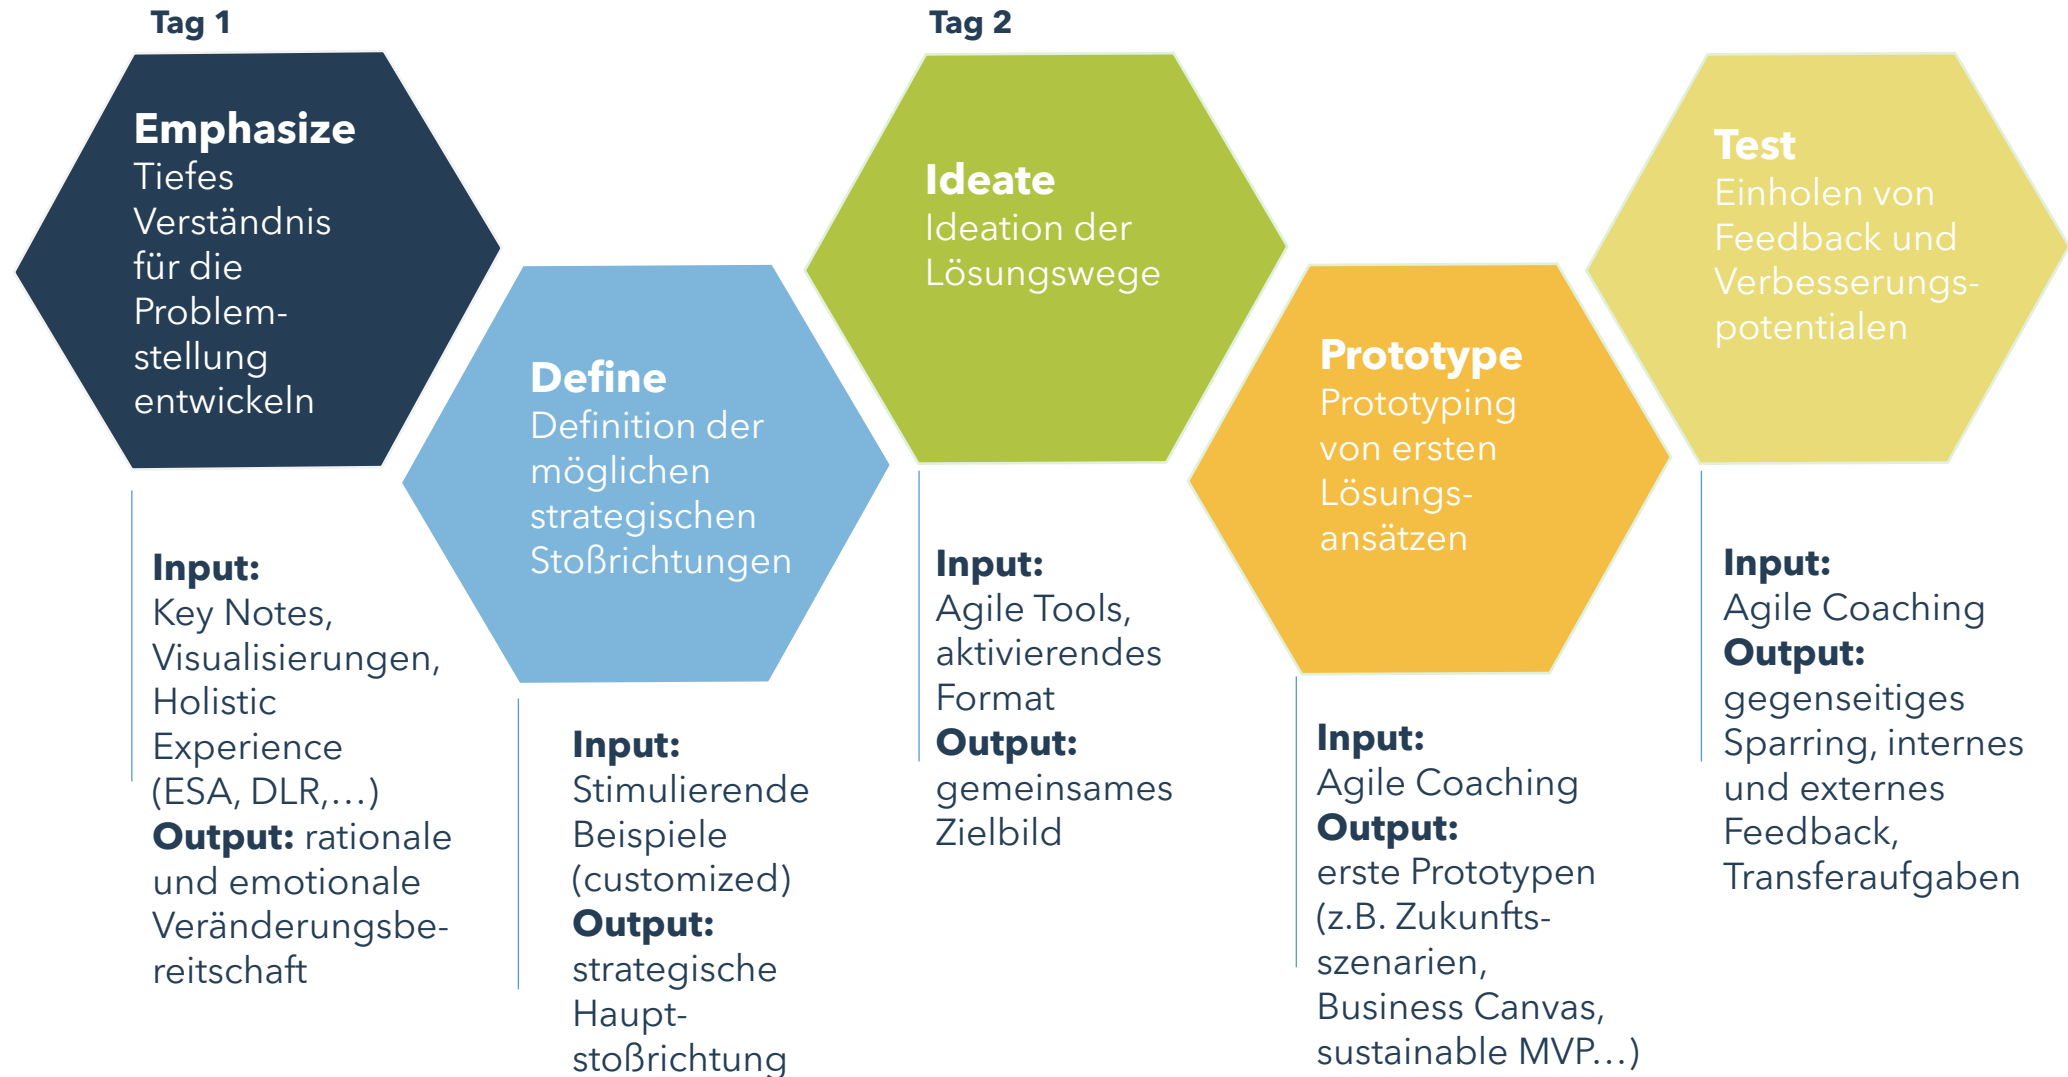 Tag 1
Emphasize
Tiefes
Verständnis
für die
Problem-
stellung
entwickeln
Input:
Key Notes,
Visualisierungen,
Holistic
Experience
(ESA, DLR,...)
Output: rationale
und emotionale
Veränderungsbe-
reitschaft
Define
Definition der
möglichen
strategischen
Stoßrichtungen
Input:
Stimulierende
Beispiele
(customized)
Output:
strategische
Haupt-
stoßrichtung
Tag 2
Ideate
Ideation der
Lösungswege
Input:
Agile Tools,
aktivierendes
Format
Output:
gemeinsames
Zielbild
Prototype
Prototyping
von ersten
Lösungs-
ansätzen
Input:
Agile Coaching
Output:
erste Prototypen
(z.B. Zukunfts-
szenarien,
Business Canvas,
sustainable MVP...)
Test
Einholen von
Feedback und
Verbesserungs-
potentialen
Input:
Agile Coaching
Output:
gegenseitiges
Sparring, internes
und externes
Feedback,
Transferaufgaben